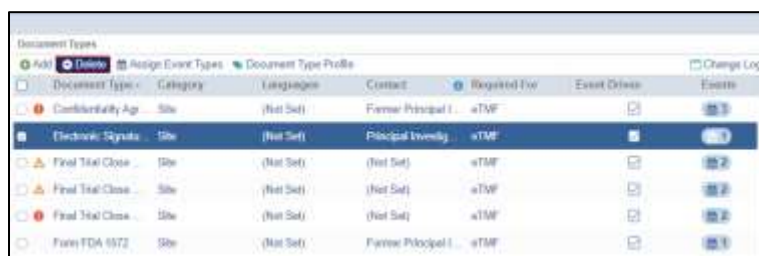 Document Types
Add Delete Assign Event Types Document Type Profile Change Log
Document Type Category Languages Contact Required For Event Driven Events
Confidentiality Agr... Site (Not Set) Former Principal I... eTMF 3
Electronic Signatu... Site (Not Set) Principal Investig... eTMF 1
Final Trial Close ... Site (Not Set) (Not Set) eTMF 2
Final Trial Close ... Site (Not Set) (Not Set) eTMF 2
Final Trial Close ... Site (Not Set) (Not Set) eTMF 2
Form FDA 1572 Site (Not Set) Former Principal I... eTMF 1